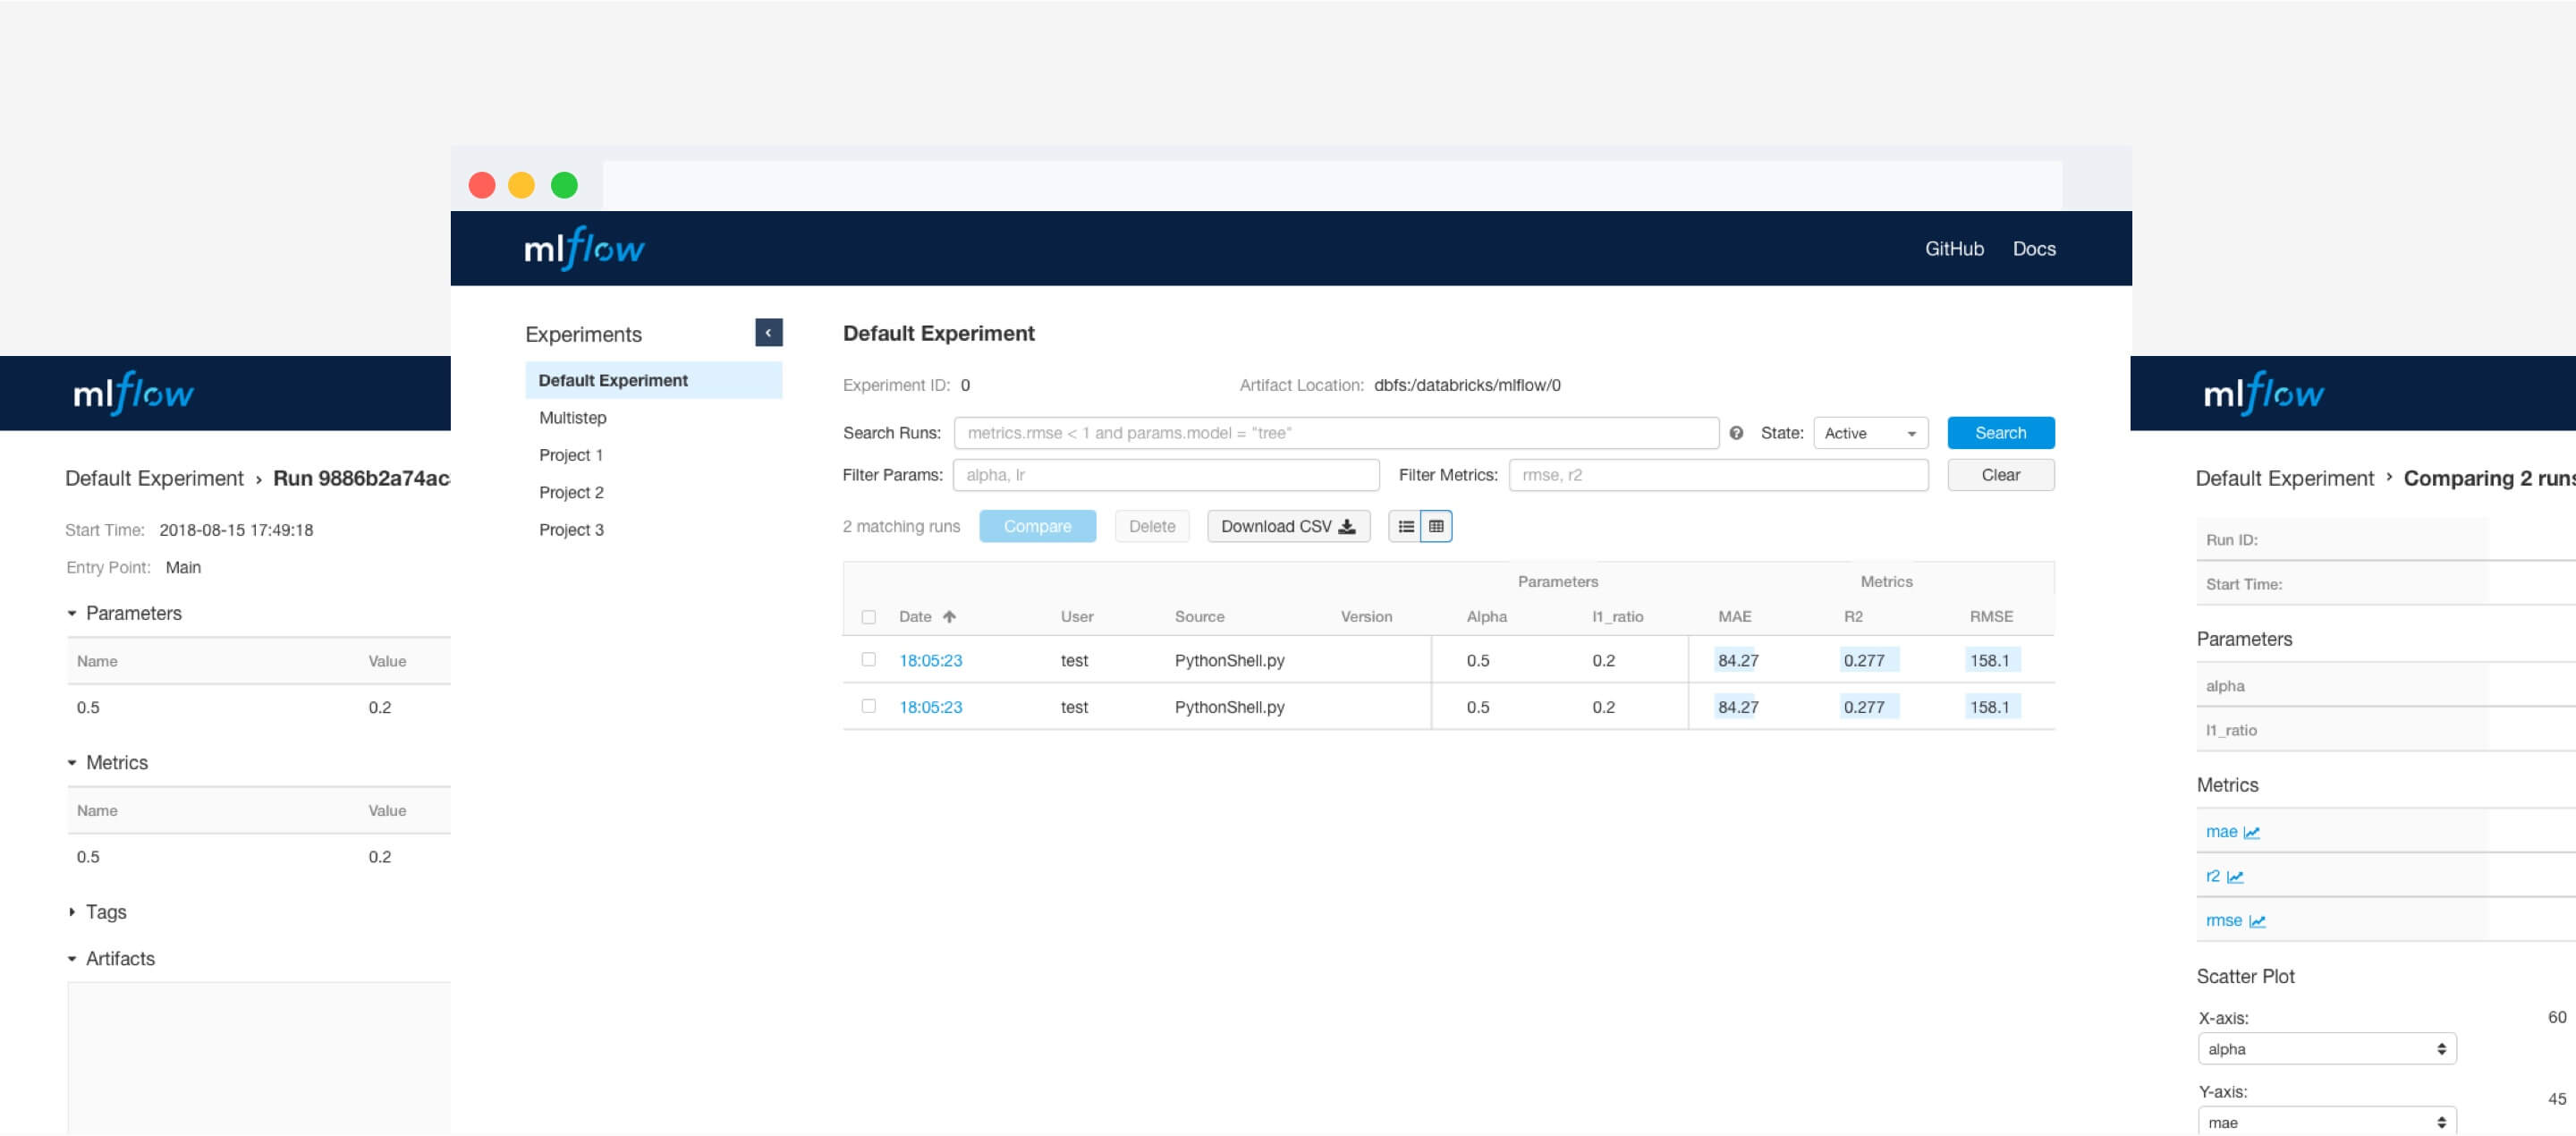 mlflow
GitHub Docs
Experiments
Default Experiment
Multistep
Project 1
Project 2
Project 3
Default Experiment
Experiment ID: 0 Artifact Location: dbfs:/databricks/mlflow/0
Search Runs: metrics.rmse < 1 and params.model = "tree" State: Active Search
Filter Params: alpha, lr Filter Metrics: rmse, r2 Clear
2 matching runs Compare Delete Download CSV
Parameters Metrics
Date User Source Version Alpha l1_ratio MAE R2 RMSE
18:05:23 test PythonShell.py 0.5 0.2 84.27 0.277 158.1
18:05:23 test PythonShell.py 0.5 0.2 84.27 0.277 158.1
mlflow
Default Experiment › Run 9886b2a74ac
Start Time: 2018-08-15 17:49:18
Entry Point: Main
Parameters
Name Value
0.5 0.2
Metrics
Name Value
0.5 0.2
Tags
Artifacts
mlflow
Default Experiment › Comparing 2 runs
Run ID:
Start Time:
Parameters
alpha
l1_ratio
Metrics
mae
r2
rmse
Scatter Plot
X-axis: 60
alpha
Y-axis: 45
mae